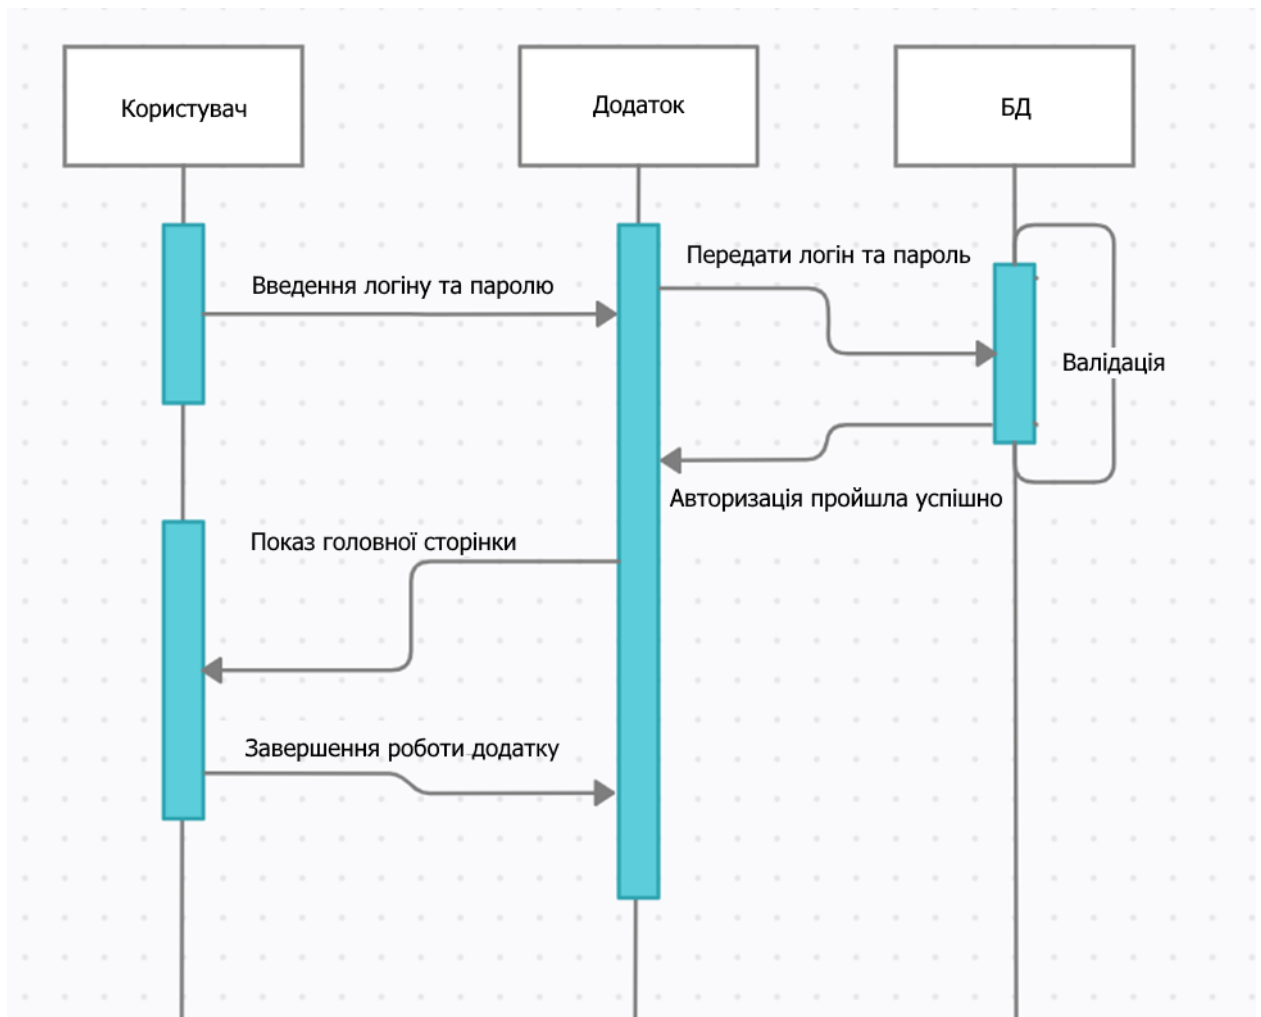 Користувач
Додаток
БД
Передати логін та пароль
Введення логіну та паролю
Валідація
Авторизація пройшла успішно
Показ головної сторінки
Завершення роботи додатку